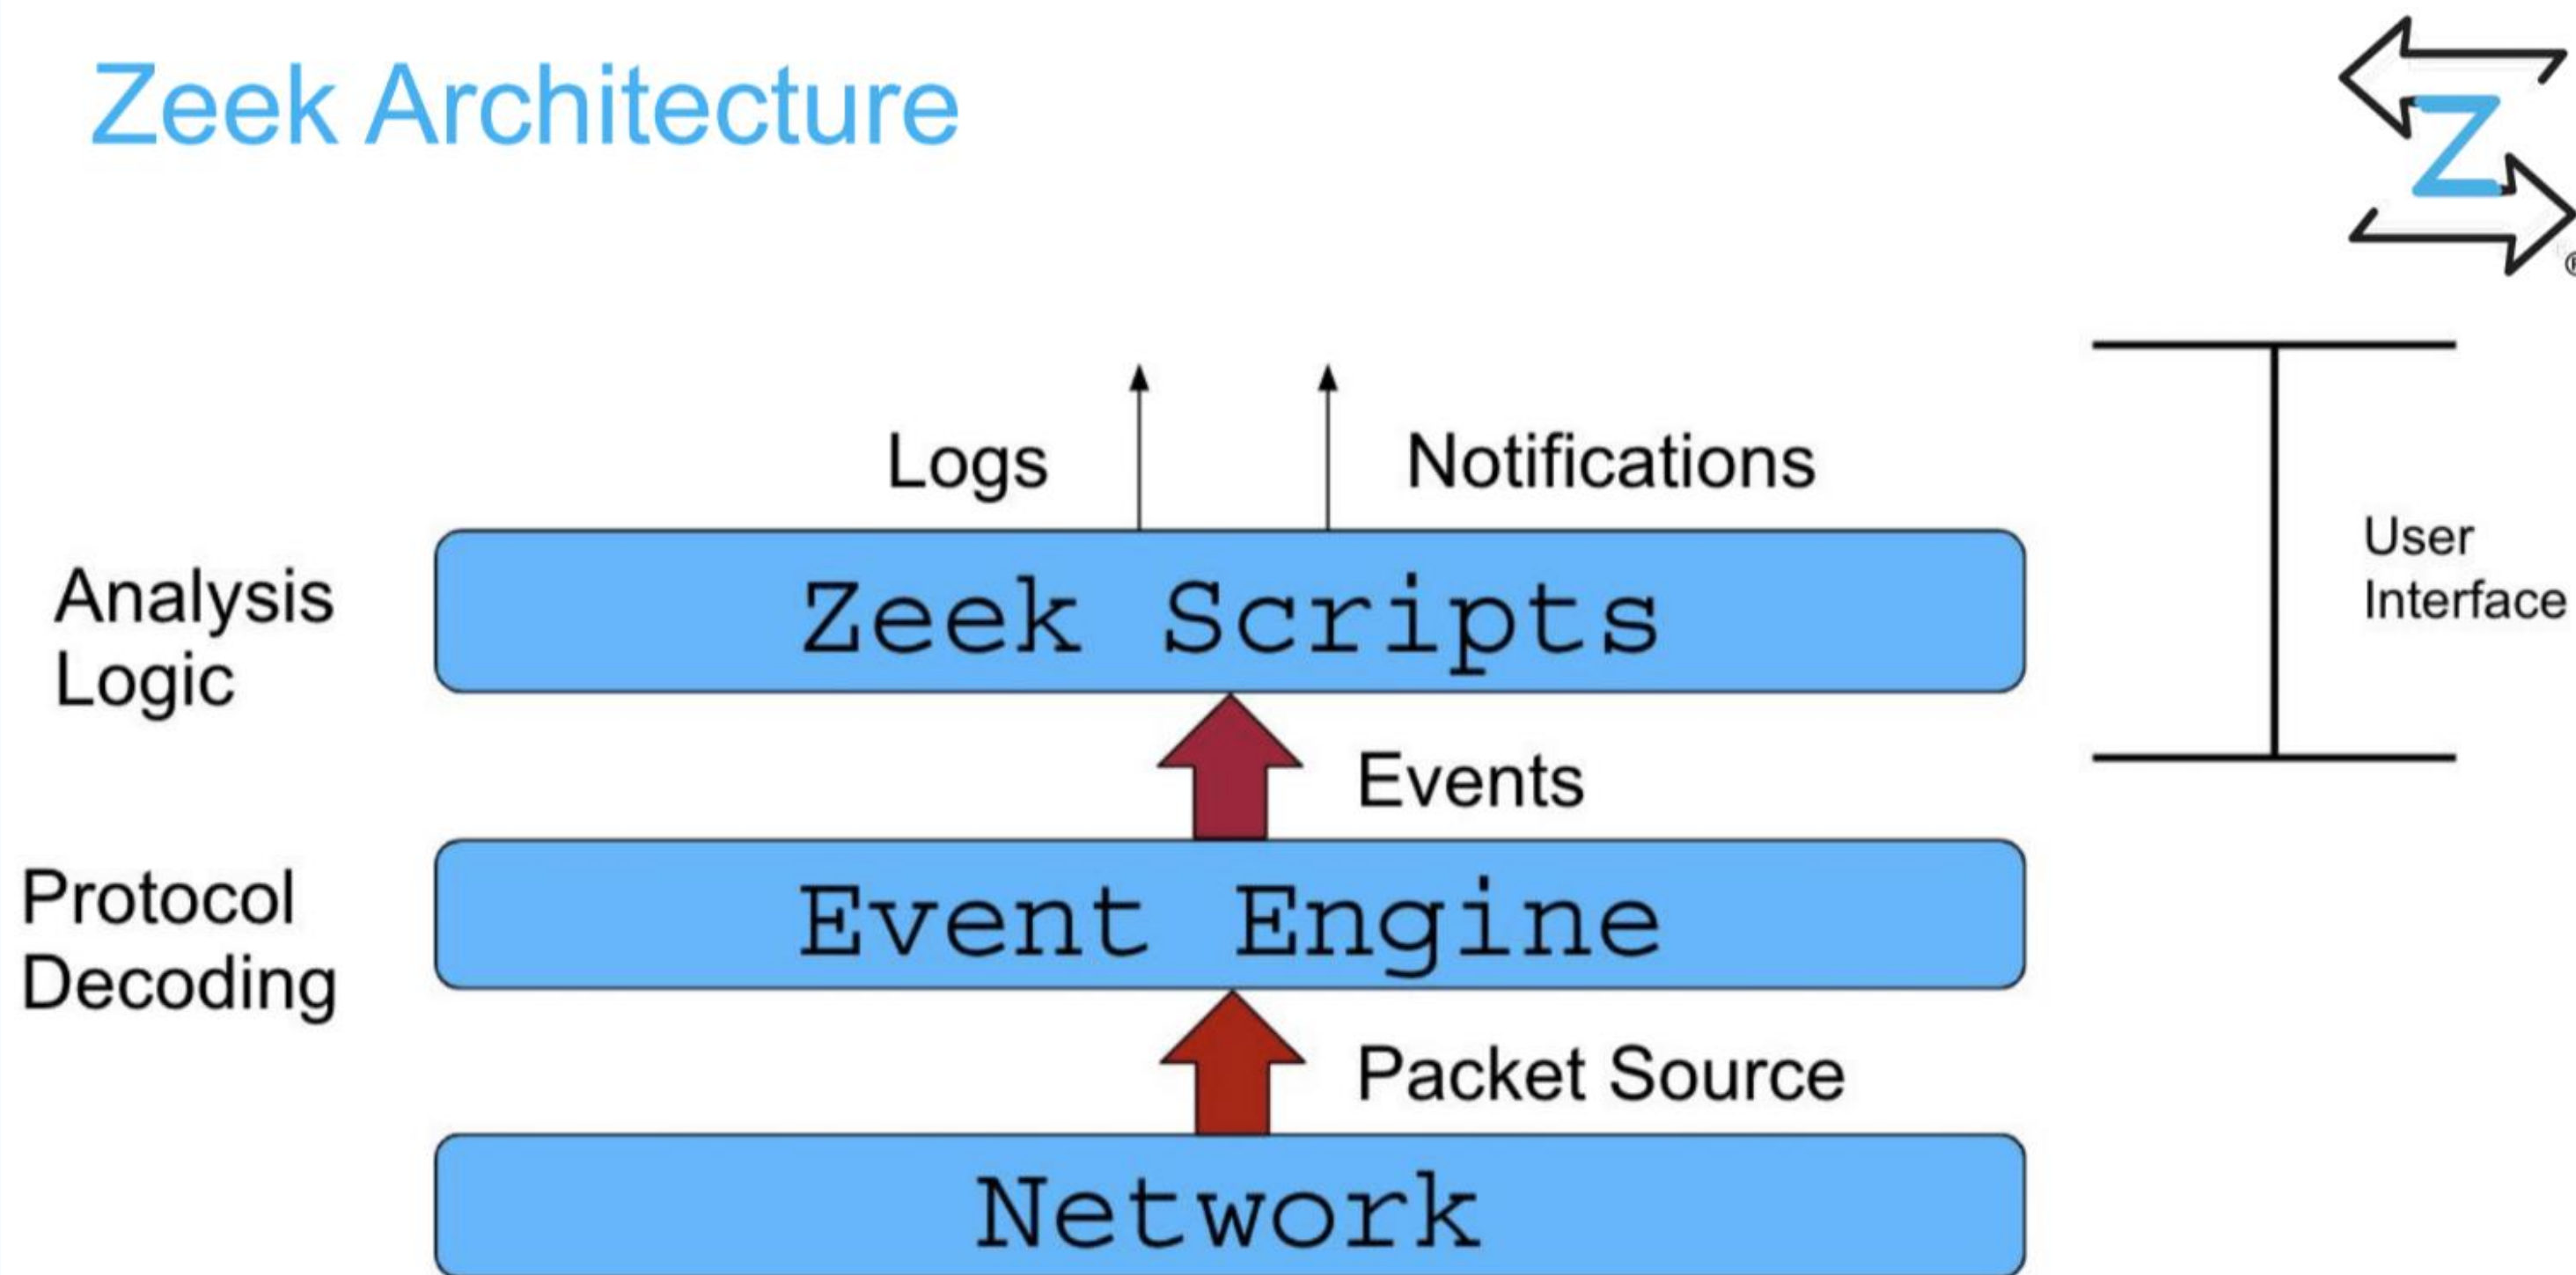 Zeek Architecture
Z
®
Logs
Notifications
User
Interface
Analysis
Logic
Zeek Scripts
Events
Protocol
Decoding
Event Engine
Packet Source
Network